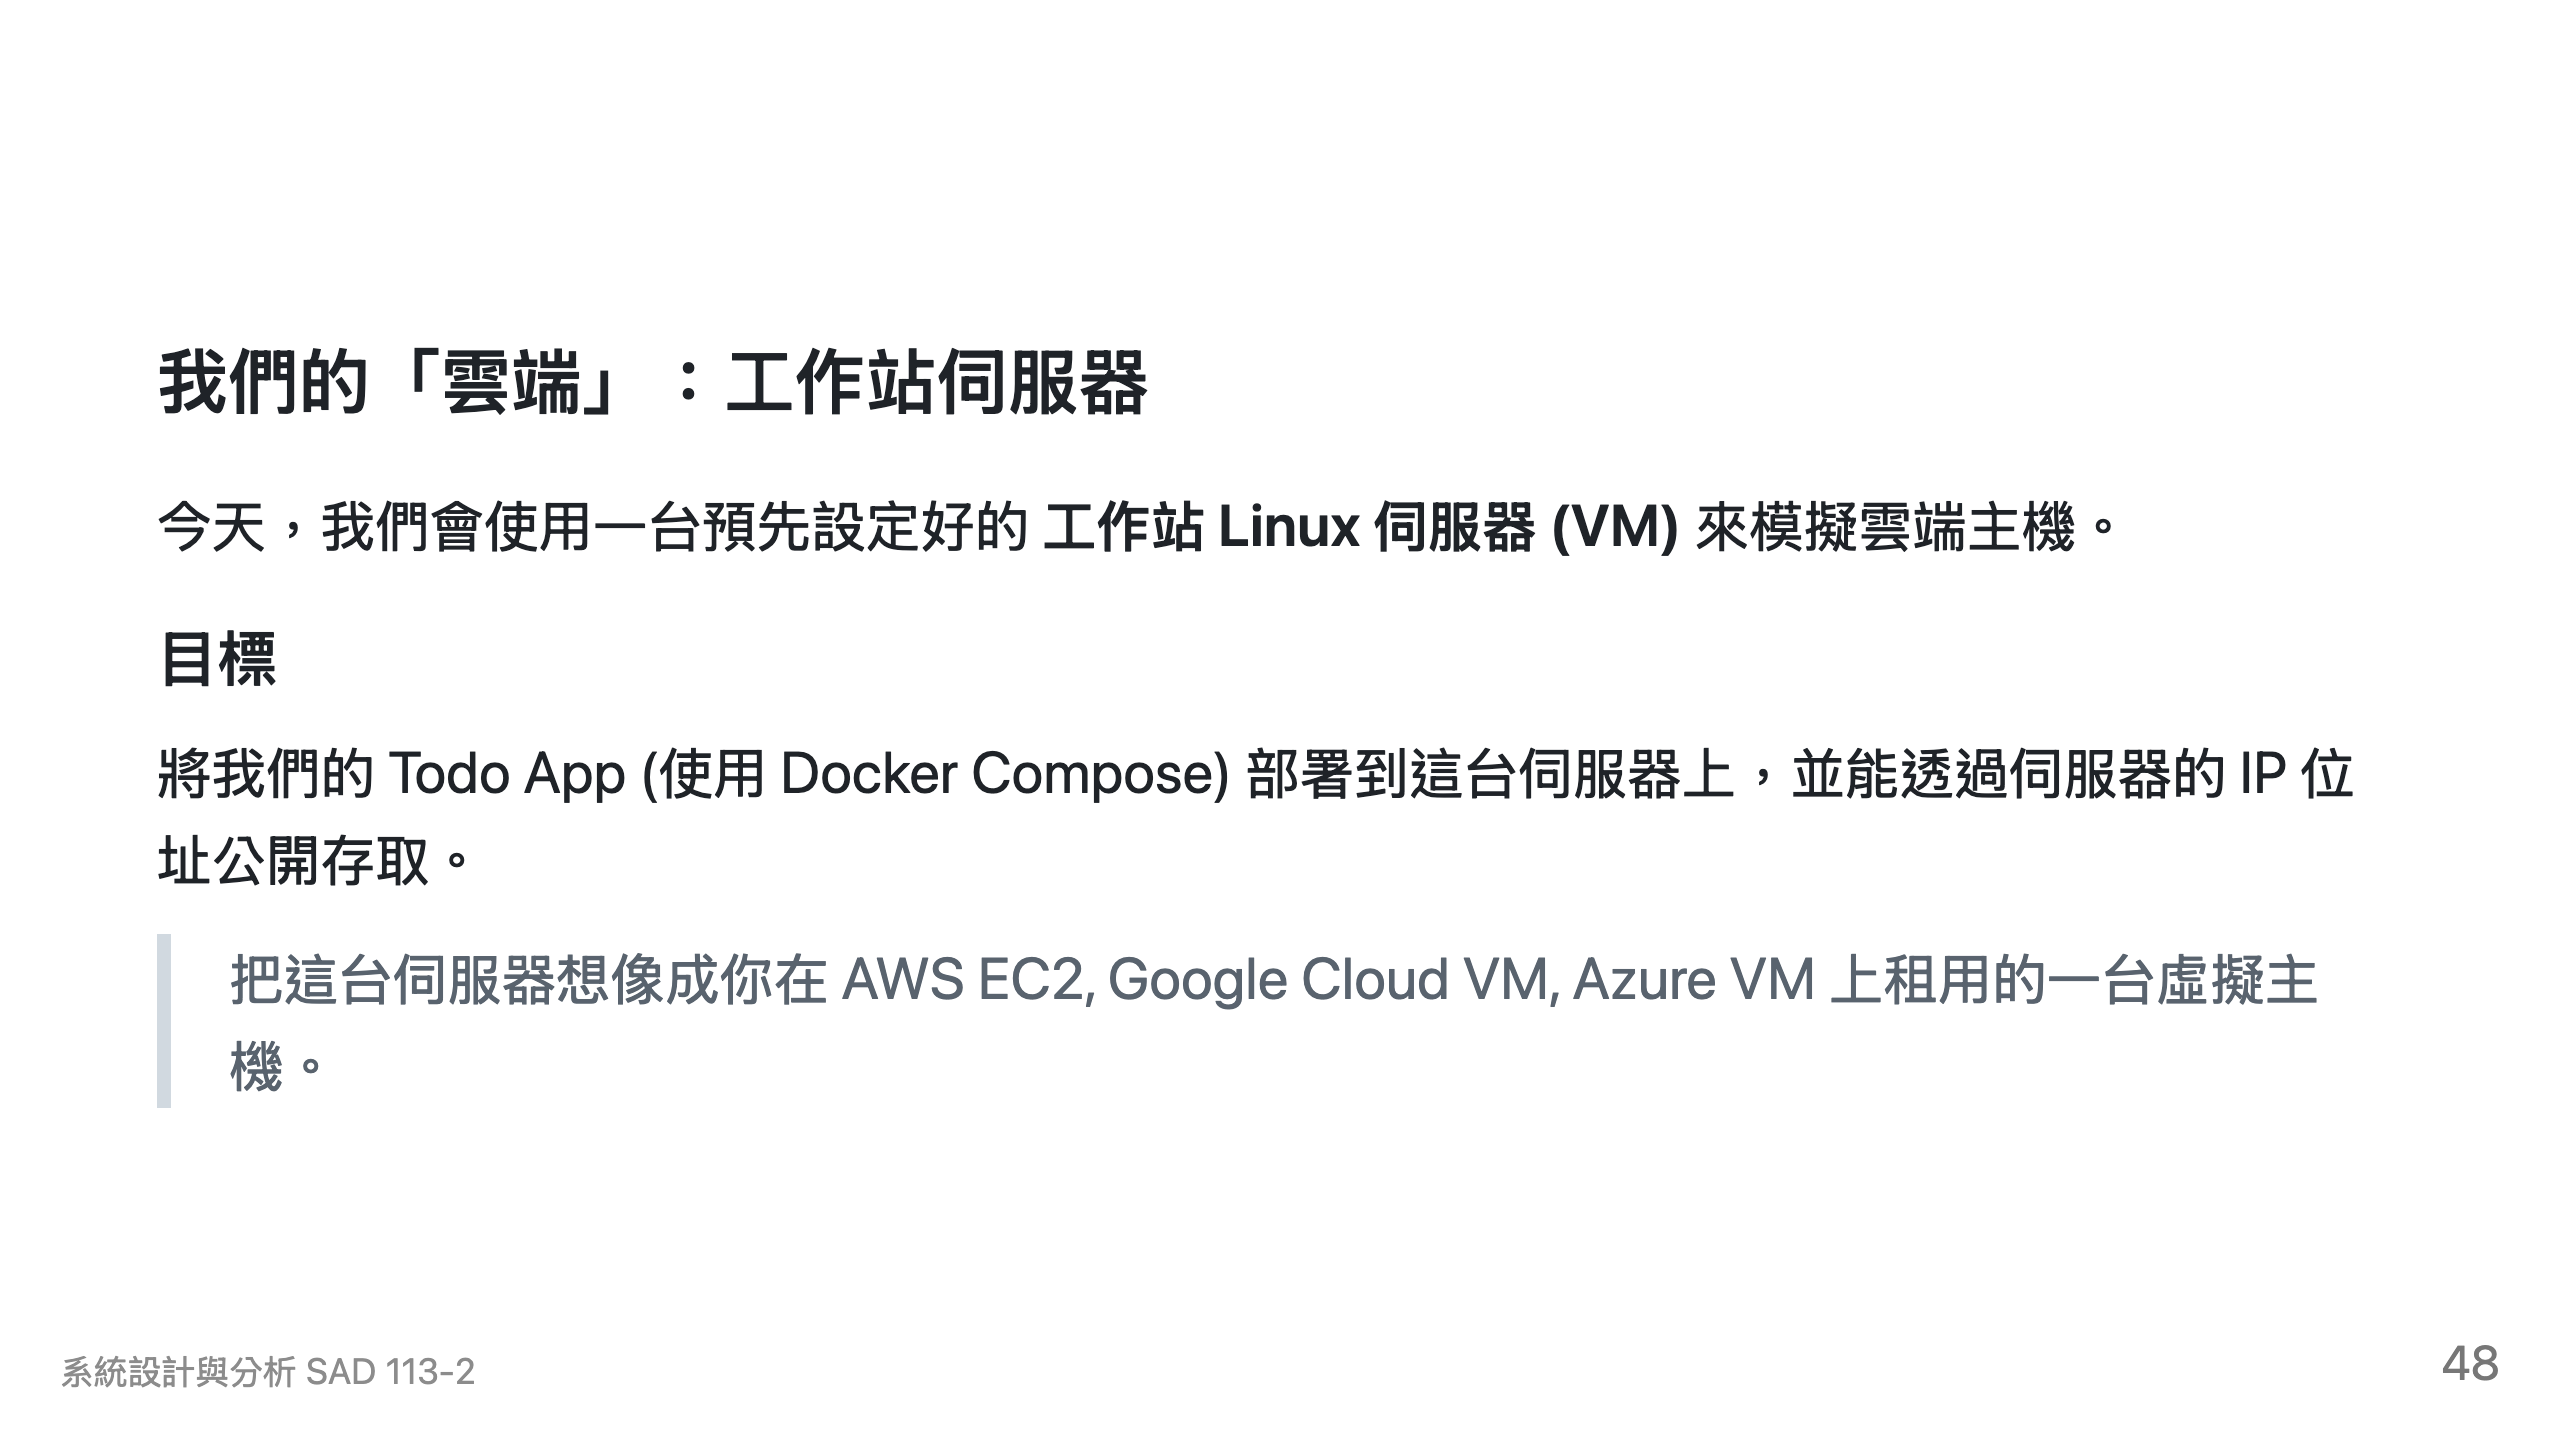 我們的「雲端」：工作站伺服器
今天，我們會使用一台預先設定好的 工作站 Linux 伺服器 (VM) 來模擬雲端主機。
目標
將我們的 Todo App (使用 Docker Compose) 部署到這台伺服器上，並能透過伺服器的 IP 位
址公開存取。
把這台伺服器想像成你在 AWS EC2, Google Cloud VM, Azure VM 上租用的一台虛擬主
機。
系統設計與分析 SAD 113-2
48